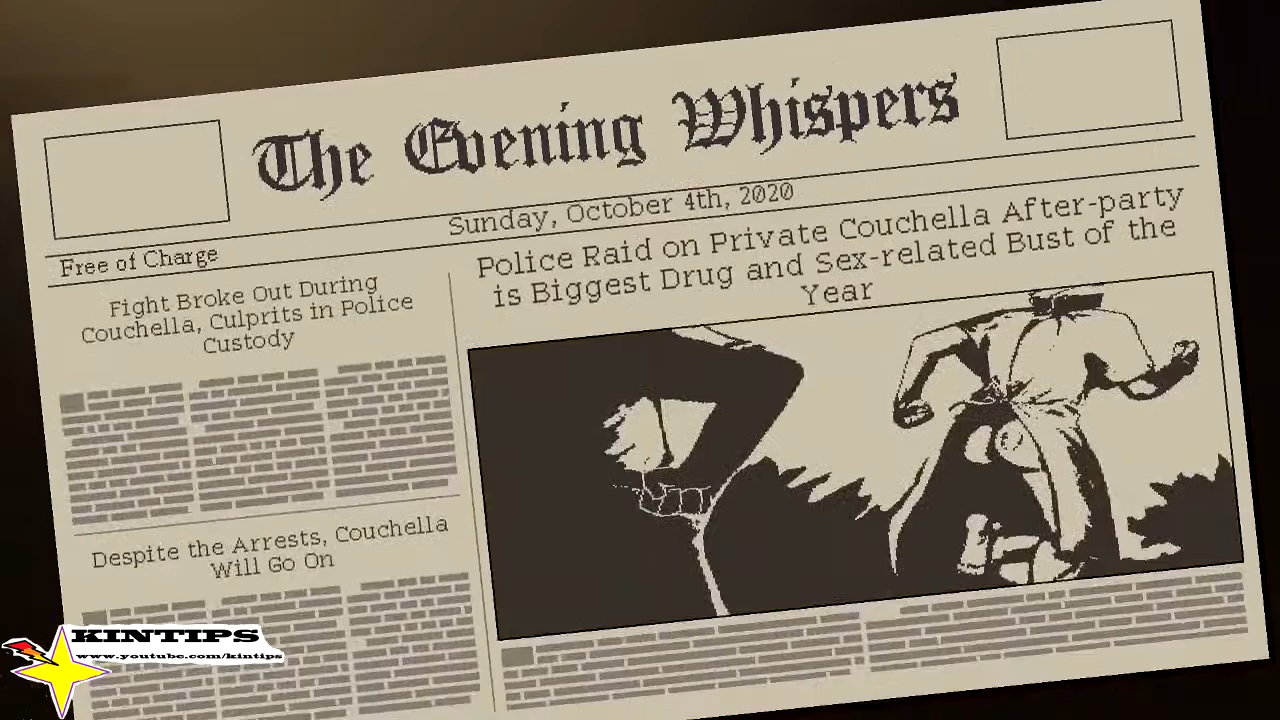 The Evening Whispers
Sunday, October 4th, 2020
Free of Charge
Fight Broke Out During
Couchella, Culprits in Police
Custody
Despite the Arrests, Couchella
Will Go On
Police Raid on Private Couchella After-party
is Biggest Drug and Sex-related Bust of the
Year
KINTIPS
www.youtube.com/kintips